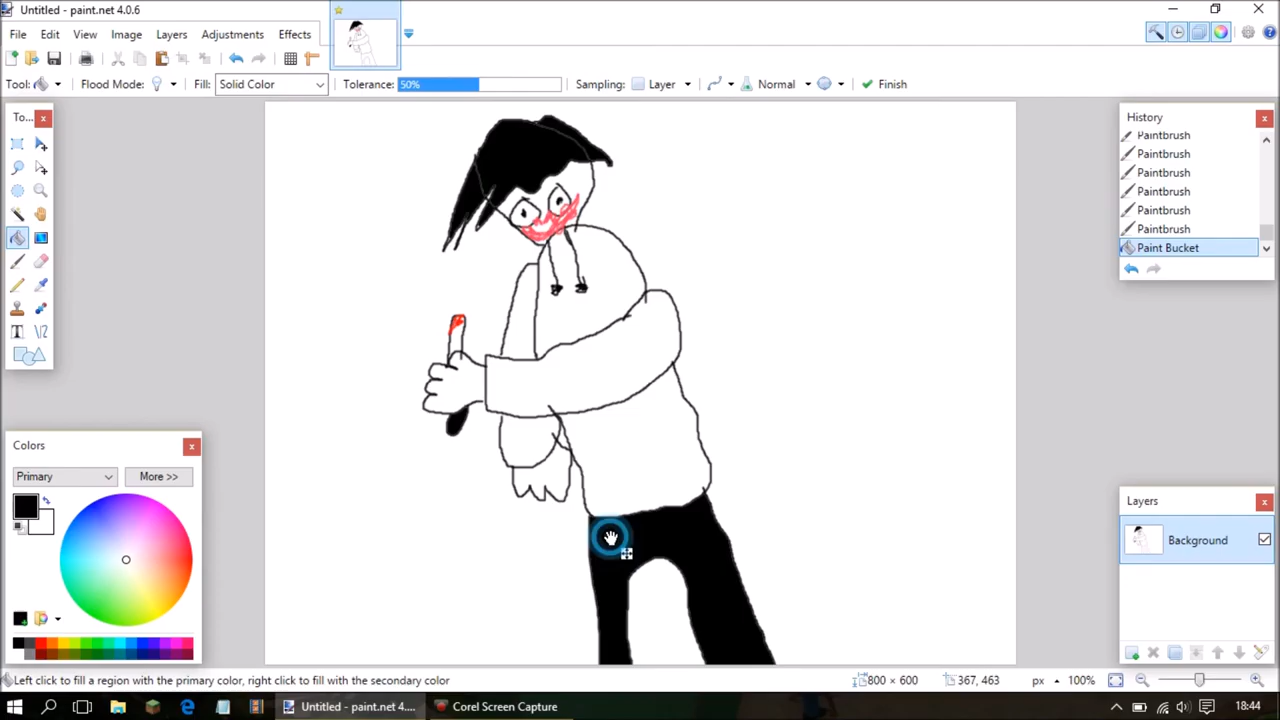 Untitled - paint.net 4.0.6
File Edit View Image Layers Adjustments Effects
Tool: Flood Mode: Fill: Solid Color Tolerance: 50% Sampling: Layer Normal Finish
To...
History
Paintbrush
Paintbrush
Paintbrush
Paintbrush
Paintbrush
Paintbrush
Paint Bucket
Colors
Primary More >>
Layers
Background
Left click to fill a region with the primary color, right click to fill with the secondary color 800 × 600 367, 463 px 100%
Untitled - paint.net 4.... Corel Screen Capture 18:44